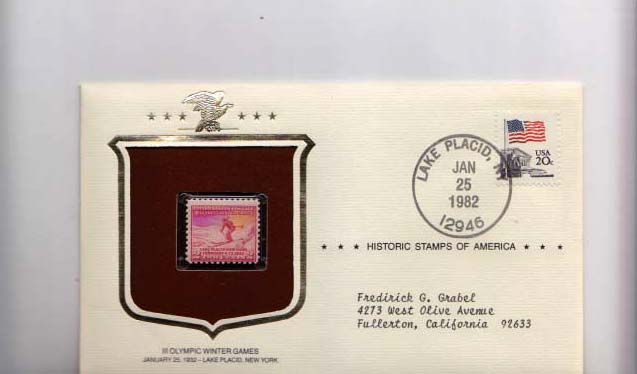 LAKE PLACID, N
JAN
25
1982
12946
USA
20c
★ ★ ★ HISTORIC STAMPS OF AMERICA ★ ★ ★
Fredirick G. Grabel
4273 West Olive Avenue
Fullerton, California 92633
III OLYMPIC WINTER GAMES
JANUARY 25, 1932 – LAKE PLACID, NEW YORK